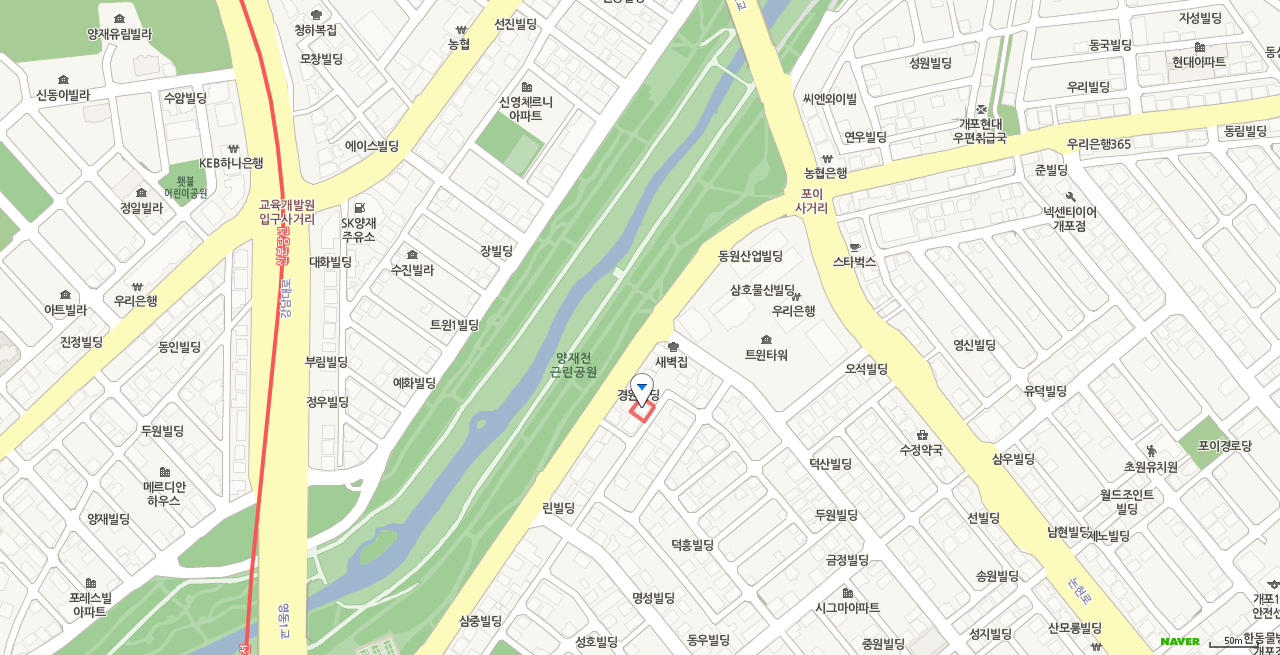 양재유림빌라
청하복집
모창빌딩
농협
선진빌딩
자성빌딩
동국빌딩
현대아파트
성원빌딩
우리빌딩
신동이빌라
수암빌딩
신영체르니
아파트
씨엔와이빌
연우빌딩
개포현대
우편취급국
동림빌딩
우리은행365
에이스빌딩
KEB하나은행
농협은행
준빌딩
햇불
어린이공원
정일빌라
교육개발원
입구사거리
포이
사거리
넥센타이어
개포점
SK양재
주유소
장빌딩
동원산업빌딩
스타벅스
대화빌딩
수진빌라
강남대로
우리은행
아트빌라
삼호물산빌딩
우리은행
트윈1빌딩
진정빌딩
동인빌딩
부림빌딩
양재천
근린공원
새벽집
트윈타워
영신빌딩
오석빌딩
예화빌딩
정우빌딩
유덕빌딩
두원빌딩
수정약국
포이경로당
덕산빌딩
삼우빌딩
초원유치원
메르디안
하우스
월드조인트
빌딩
양재빌딩
린빌딩
두원빌딩
선빌딩
남현빌딩
세노빌딩
덕흥빌딩
금정빌딩
송원빌딩
포레스빌
아파트
명성빌딩
시그마아파트
논현로
영동1교
삼중빌딩
성호빌딩
동우빌딩
중원빌딩
성지빌딩
산모롱빌딩
NAVER
50m